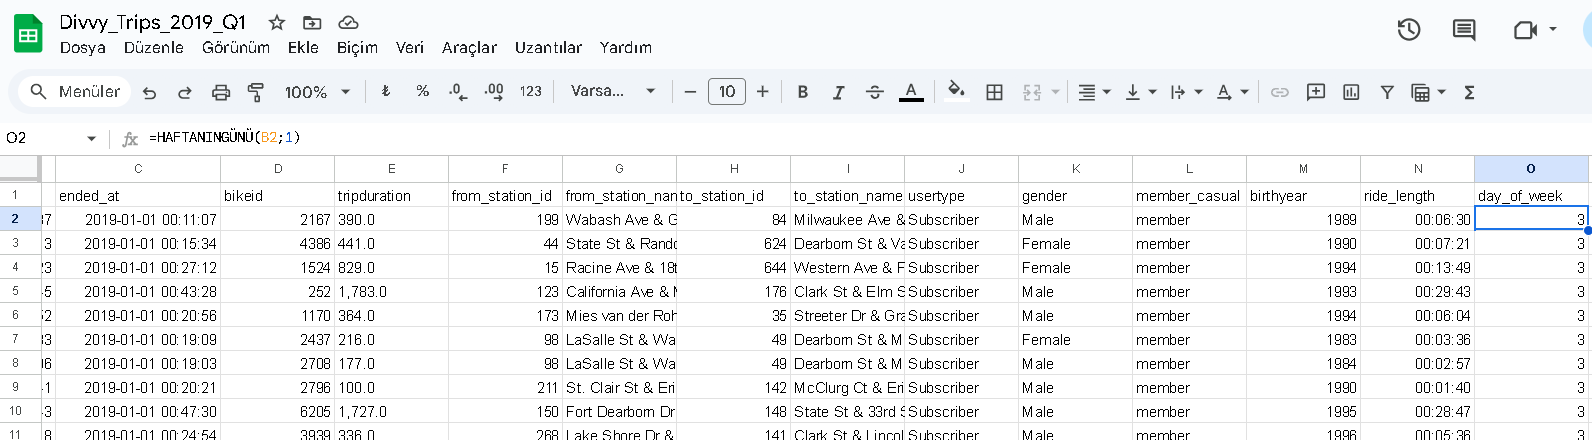 Divvy_Trips_2019_Q1
Dosya Düzenle Görünüm Ekle Biçim Veri Araçlar Uzantılar Yardım
Menüler 100% ₺ % .0 .00 123 Varsa... 10 B I S A A Σ
O2 fx =HAFTANINGÜNÜ(B2;1)
C D E F G H I J K L M N O
1 ended_at bikeid tripduration from_station_id from_station_nam to_station_id to_station_name usertype gender member_casual birthyear ride_length day_of_week
2 37 2019-01-01 00:11:07 2167 390.0 199 Wabash Ave & G 84 Milwaukee Ave & Subscriber Male member 1989 00:06:30 3
3 3 2019-01-01 00:15:34 4386 441.0 44 State St & Rando 624 Dearborn St & Va Subscriber Female member 1990 00:07:21 3
4 23 2019-01-01 00:27:12 1524 829.0 15 Racine Ave & 18t 644 Western Ave & F Subscriber Female member 1994 00:13:49 3
5 5 2019-01-01 00:43:28 252 1,783.0 123 California Ave & 176 Clark St & Elm S Subscriber Male member 1993 00:29:43 3
6 52 2019-01-01 00:20:56 1170 364.0 173 Mies van der Roh 35 Streeter Dr & Gra Subscriber Male member 1994 00:06:04 3
7 33 2019-01-01 00:19:09 2437 216.0 98 LaSalle St & Wa 49 Dearborn St & M Subscriber Female member 1983 00:03:36 3
8 06 2019-01-01 00:19:03 2708 177.0 98 LaSalle St & Wa 49 Dearborn St & M Subscriber Male member 1984 00:02:57 3
9 1 2019-01-01 00:20:21 2796 100.0 211 St. Clair St & Eri 142 McClurg Ct & Eri Subscriber Male member 1990 00:01:40 3
10 3 2019-01-01 00:47:30 6205 1,727.0 150 Fort Dearborn Dr 148 State St & 33rd S Subscriber Male member 1995 00:28:47 3
11 8 2019-01-01 00:24:54 3939 336.0 268 Lake Shore Dr & 141 Clark St & Lincol Subscriber Male member 1996 00:05:36 3